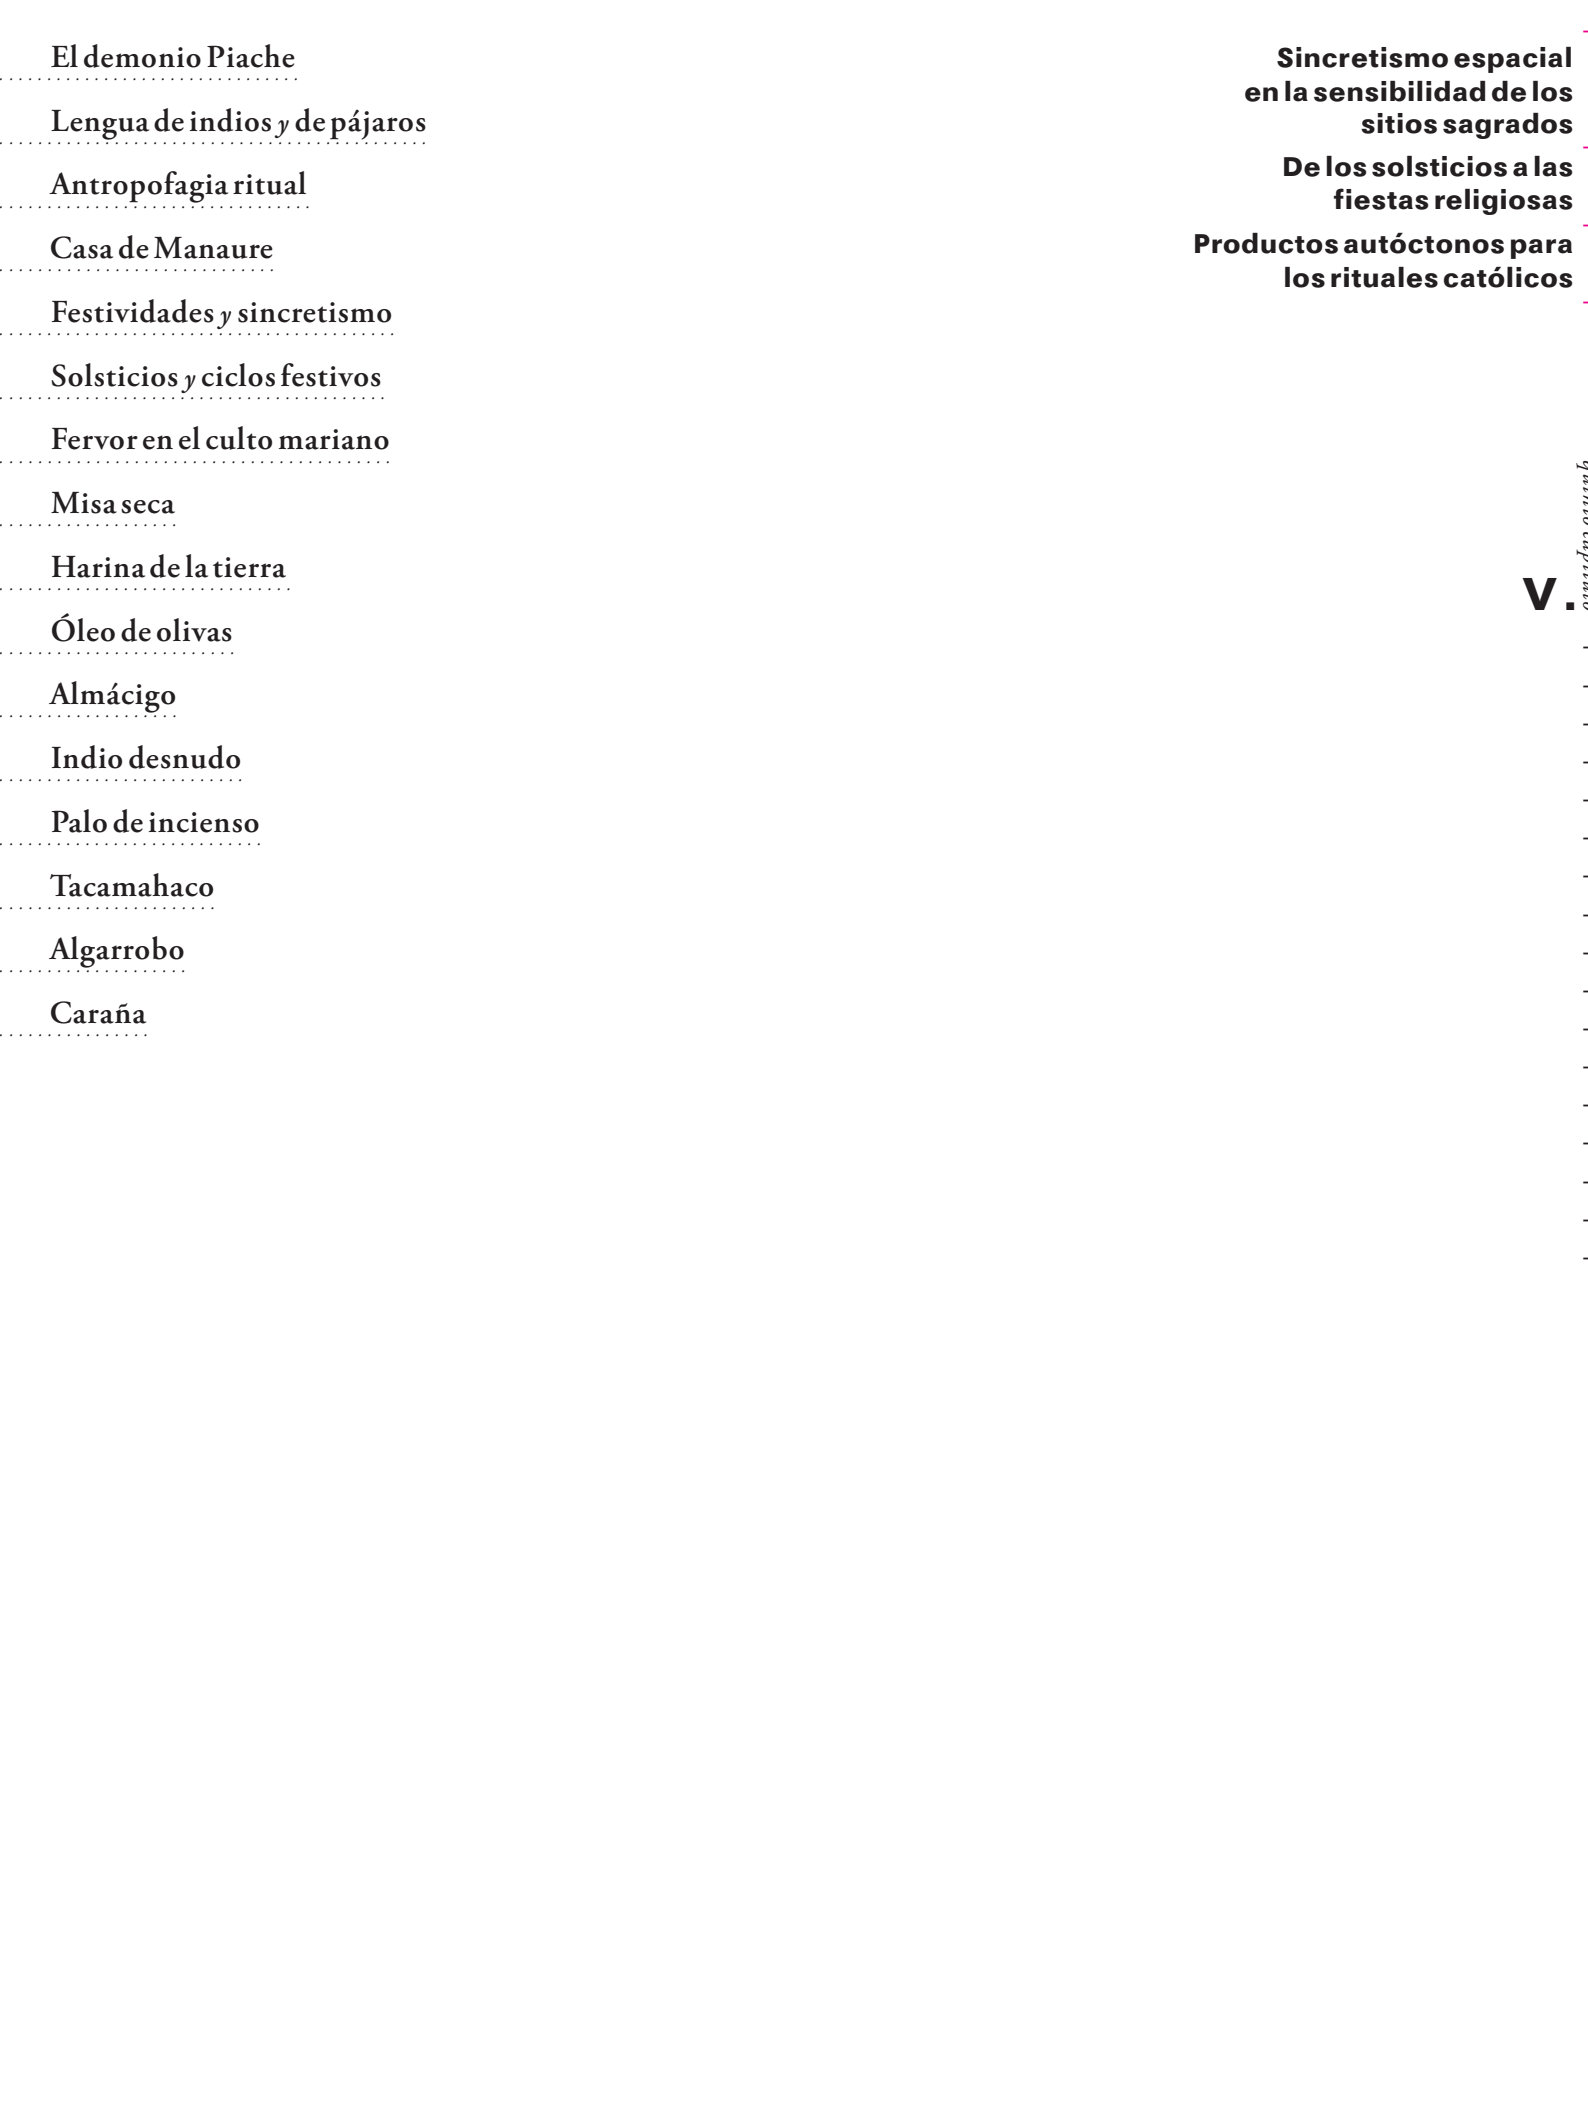 El demonio Piache
Lengua de indios y de pájaros
Antropofagia ritual
Casa de Manaure
Festividades y sincretismo
Solsticios y ciclos festivos
Fervor en el culto mariano
Misa seca
Harina de la tierra
Óleo de olivas
Almácigo
Indio desnudo
Palo de incienso
Tacamahaco
Algarrobo
Caraña
Sincretismo espacial
en la sensibilidad de los
sitios sagrados
De los solsticios a las
fiestas religiosas
Productos autóctonos para
los rituales católicos
V.